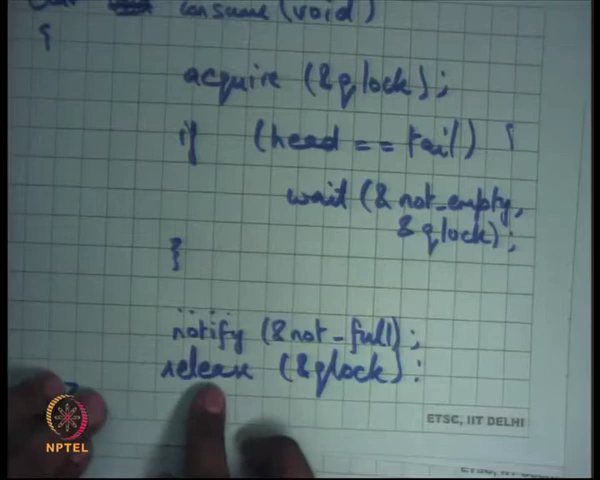 consume (void)
{
acquire (&qlock);
if (head == tail) {
wait (&not_empty,
&qlock);
}
....
notify (&not_full);
release (&qlock);
NPTEL
ETSC, IIT DELHI